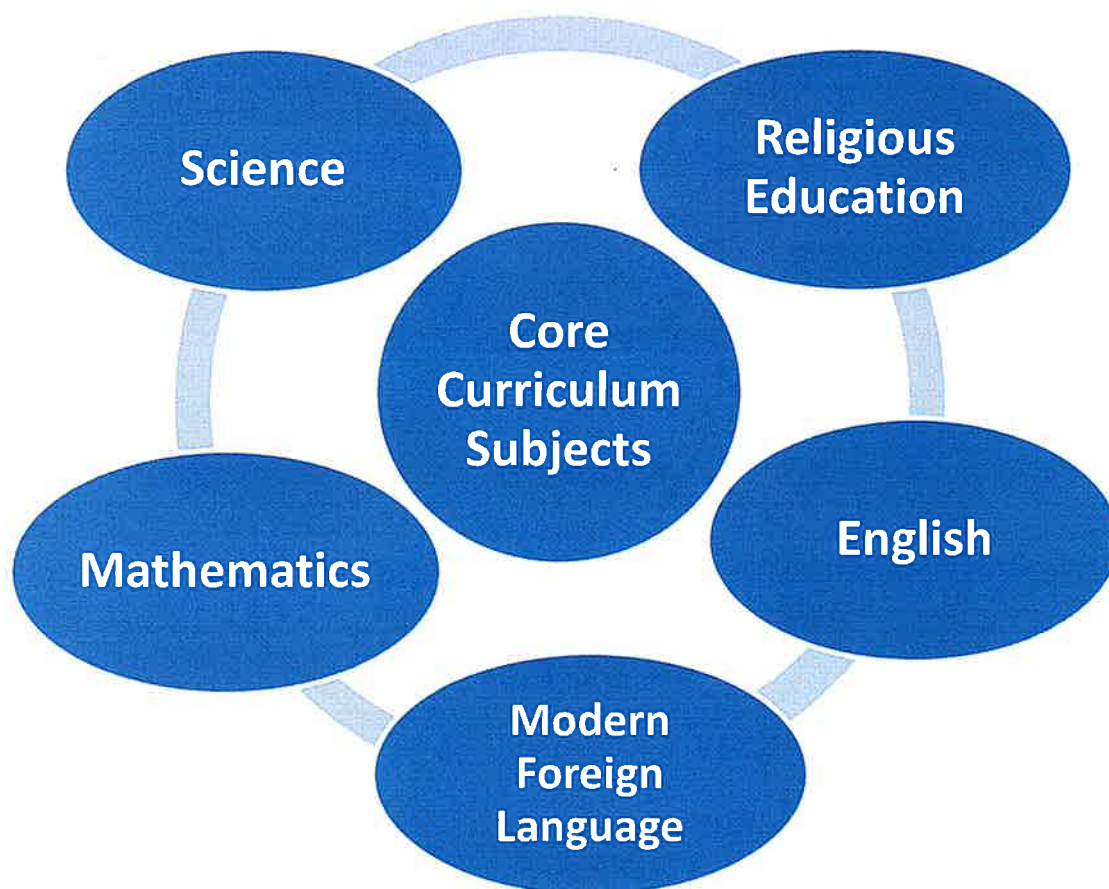 Science
Religious
Education
Core
Curriculum
Subjects
English
Mathematics
Modern
Foreign
Language